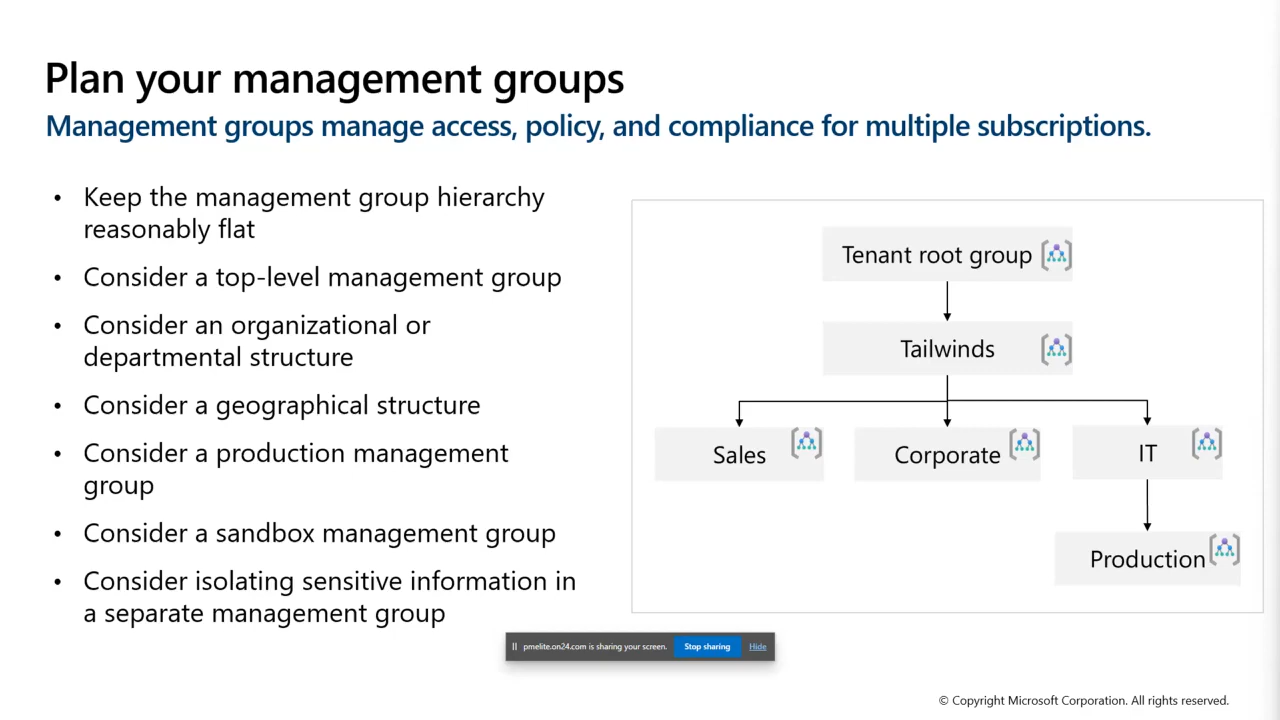 Plan your management groups
Management groups manage access, policy, and compliance for multiple subscriptions.
• Keep the management group hierarchy
reasonably flat
• Consider a top-level management group
• Consider an organizational or
departmental structure
• Consider a geographical structure
• Consider a production management
group
• Consider a sandbox management group
• Consider isolating sensitive information in
a separate management group
Tenant root group
Tailwinds
Sales
Corporate
IT
Production
pmelite.on24.com is sharing your screen.
Stop sharing
Hide
© Copyright Microsoft Corporation. All rights reserved.